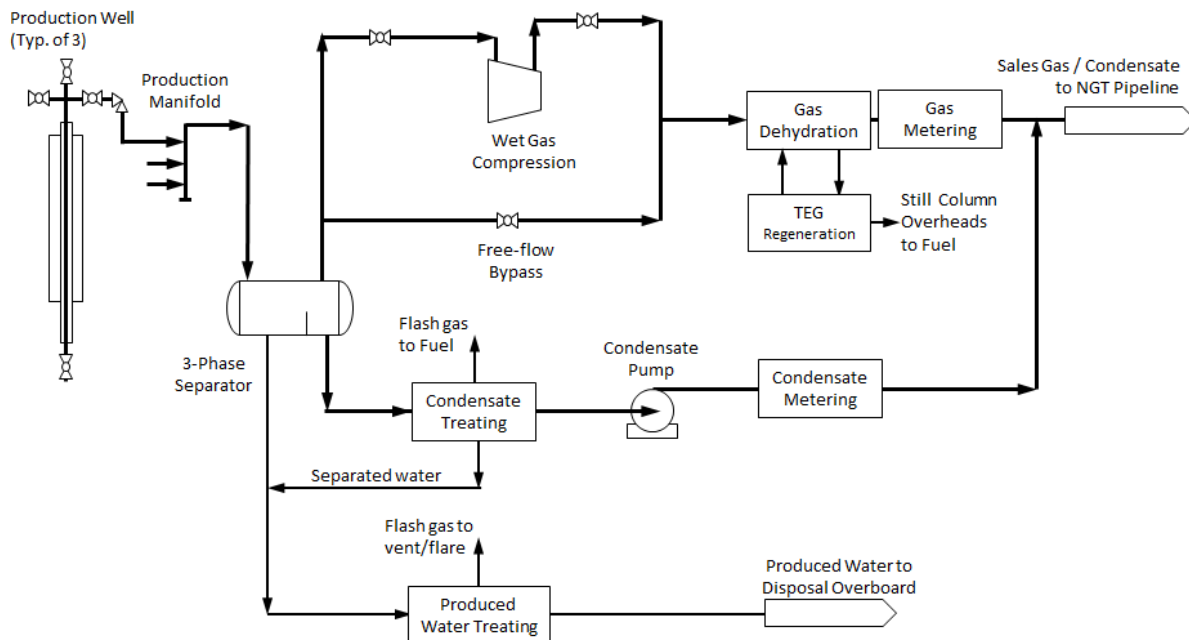 Production Well
(Typ. of 3)
Production
Manifold
Wet Gas
Compression
Free-flow
Bypass
Gas
Dehydration
Gas
Metering
Sales Gas / Condensate
to NGT Pipeline
TEG
Regeneration
Still Column
Overheads
to Fuel
3-Phase
Separator
Flash gas
to Fuel
Condensate
Treating
Condensate
Pump
Condensate
Metering
Separated water
Flash gas to
vent/flare
Produced
Water Treating
Produced Water to
Disposal Overboard